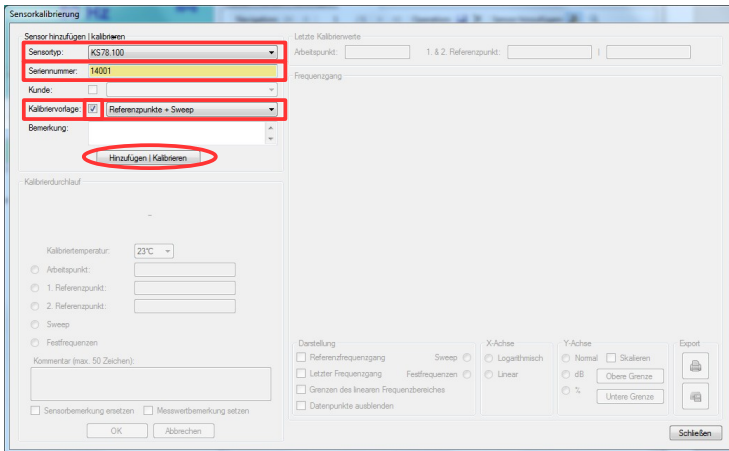 Sensorkalibrierung
Sensor hinzufügen | kalibrieren
Sensortyp: KS78.100
Seriennummer: 14001
Kunde:
Kalibriervorlage: Referenzpunkte + Sweep
Bemerkung:
Hinzufügen | Kalibrieren
Kalibrierdurchlauf
-
Kalibriertemperatur: 23°C
Arbeitspunkt:
1. Referenzpunkt:
2. Referenzpunkt:
Sweep
Festfrequenzen
Kommentar (max. 50 Zeichen):
Sensorbemerkung ersetzen Messwertbemerkung setzen
OK Abbrechen
Letzte Kalibrierwerte
Arbeitspunkt: 1. & 2. Referenzpunkt: |
Frequenzgang
Darstellung
Referenzfrequenzgang Sweep
Letzter Frequenzgang Festfrequenzen
Grenzen des linearen Frequenzbereiches
Datenpunkte ausblenden
X-Achse
Logarithmisch
Linear
Y-Achse
Normal Skalieren
dB Obere Grenze
% Untere Grenze
Export
Schließen